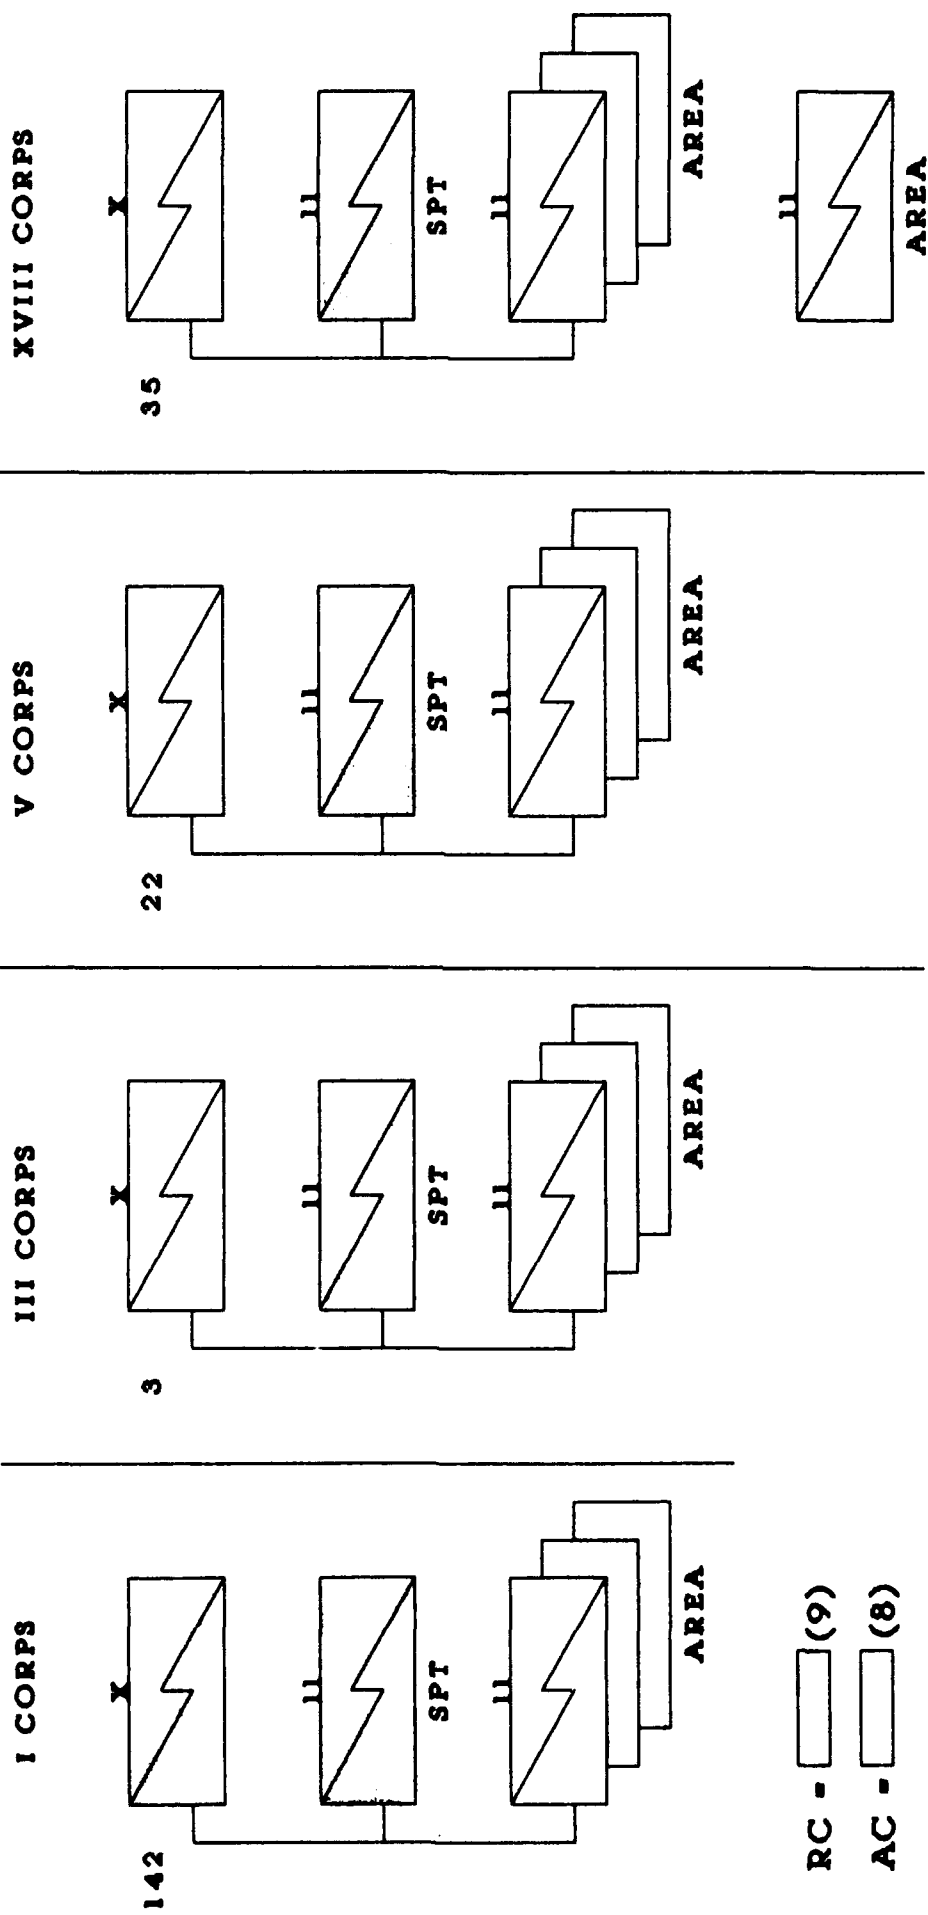 I CORPS
142
X
II
SPT
II
AREA
III CORPS
3
X
II
SPT
II
AREA
V CORPS
22
X
II
SPT
II
AREA
XVIII CORPS
35
X
II
SPT
II
AREA
II
AREA
RC = (9)
AC = (8)